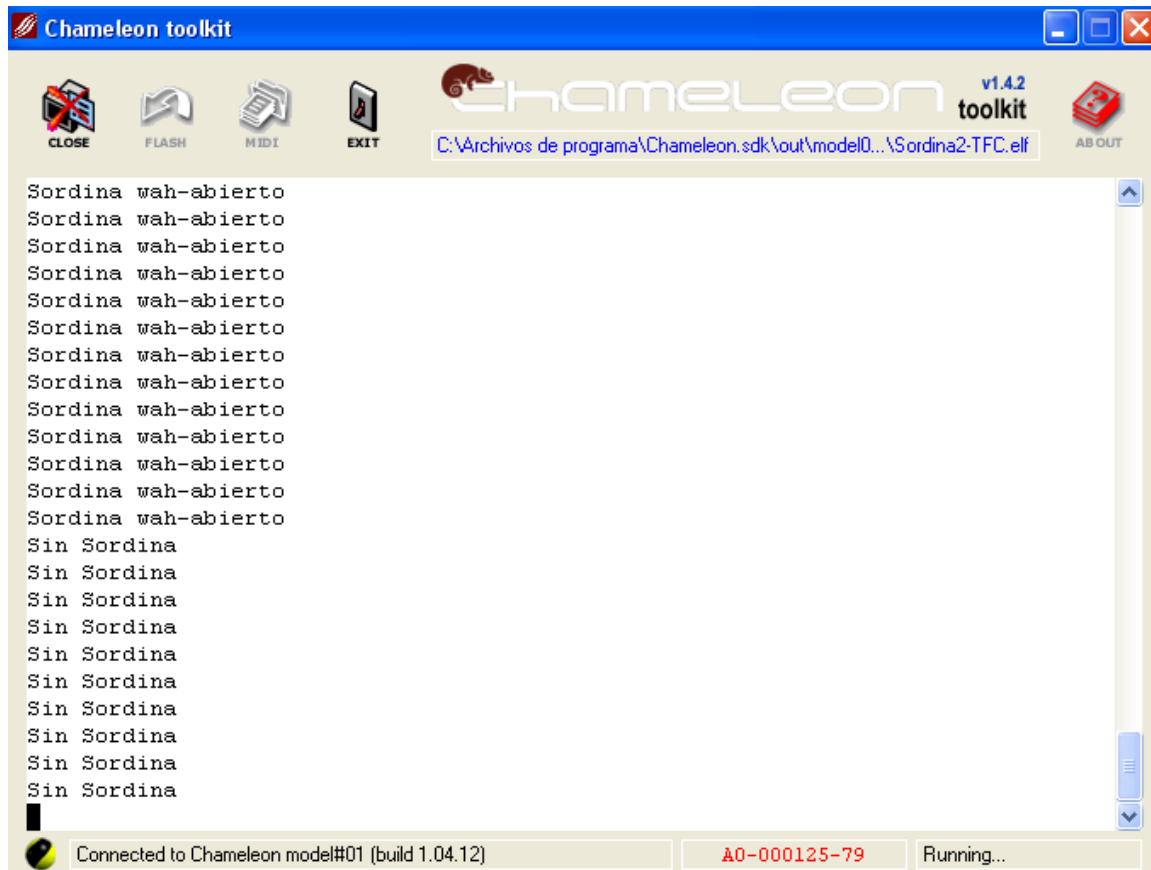 Chameleon toolkit
CLOSE FLASH MIDI EXIT
chameleon v1.4.2
toolkit
C:\Archivos de programa\Chameleon.sdk\out\model0...\Sordina2-TFC.elf
ABOUT
Sordina wah-abierto
Sordina wah-abierto
Sordina wah-abierto
Sordina wah-abierto
Sordina wah-abierto
Sordina wah-abierto
Sordina wah-abierto
Sordina wah-abierto
Sordina wah-abierto
Sordina wah-abierto
Sordina wah-abierto
Sordina wah-abierto
Sordina wah-abierto
Sin Sordina
Sin Sordina
Sin Sordina
Sin Sordina
Sin Sordina
Sin Sordina
Sin Sordina
Sin Sordina
Sin Sordina
Sin Sordina
Connected to Chameleon model#01 (build 1.04.12) A0-000125-79 Running...